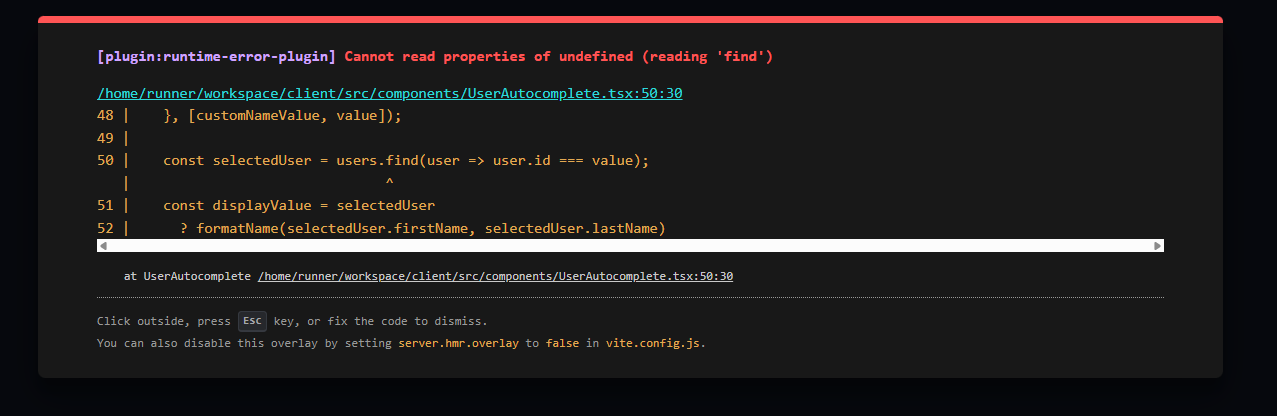 [plugin:runtime-error-plugin] Cannot read properties of undefined (reading 'find')
/home/runner/workspace/client/src/components/UserAutocomplete.tsx:50:30
48 |    }, [customNameValue, value]);
49 |
50 |    const selectedUser = users.find(user => user.id === value);
   |                               ^
51 |    const displayValue = selectedUser
52 |      ? formatName(selectedUser.firstName, selectedUser.lastName)
at UserAutocomplete /home/runner/workspace/client/src/components/UserAutocomplete.tsx:50:30
Click outside, press Esc key, or fix the code to dismiss.
You can also disable this overlay by setting server.hmr.overlay to false in vite.config.js.